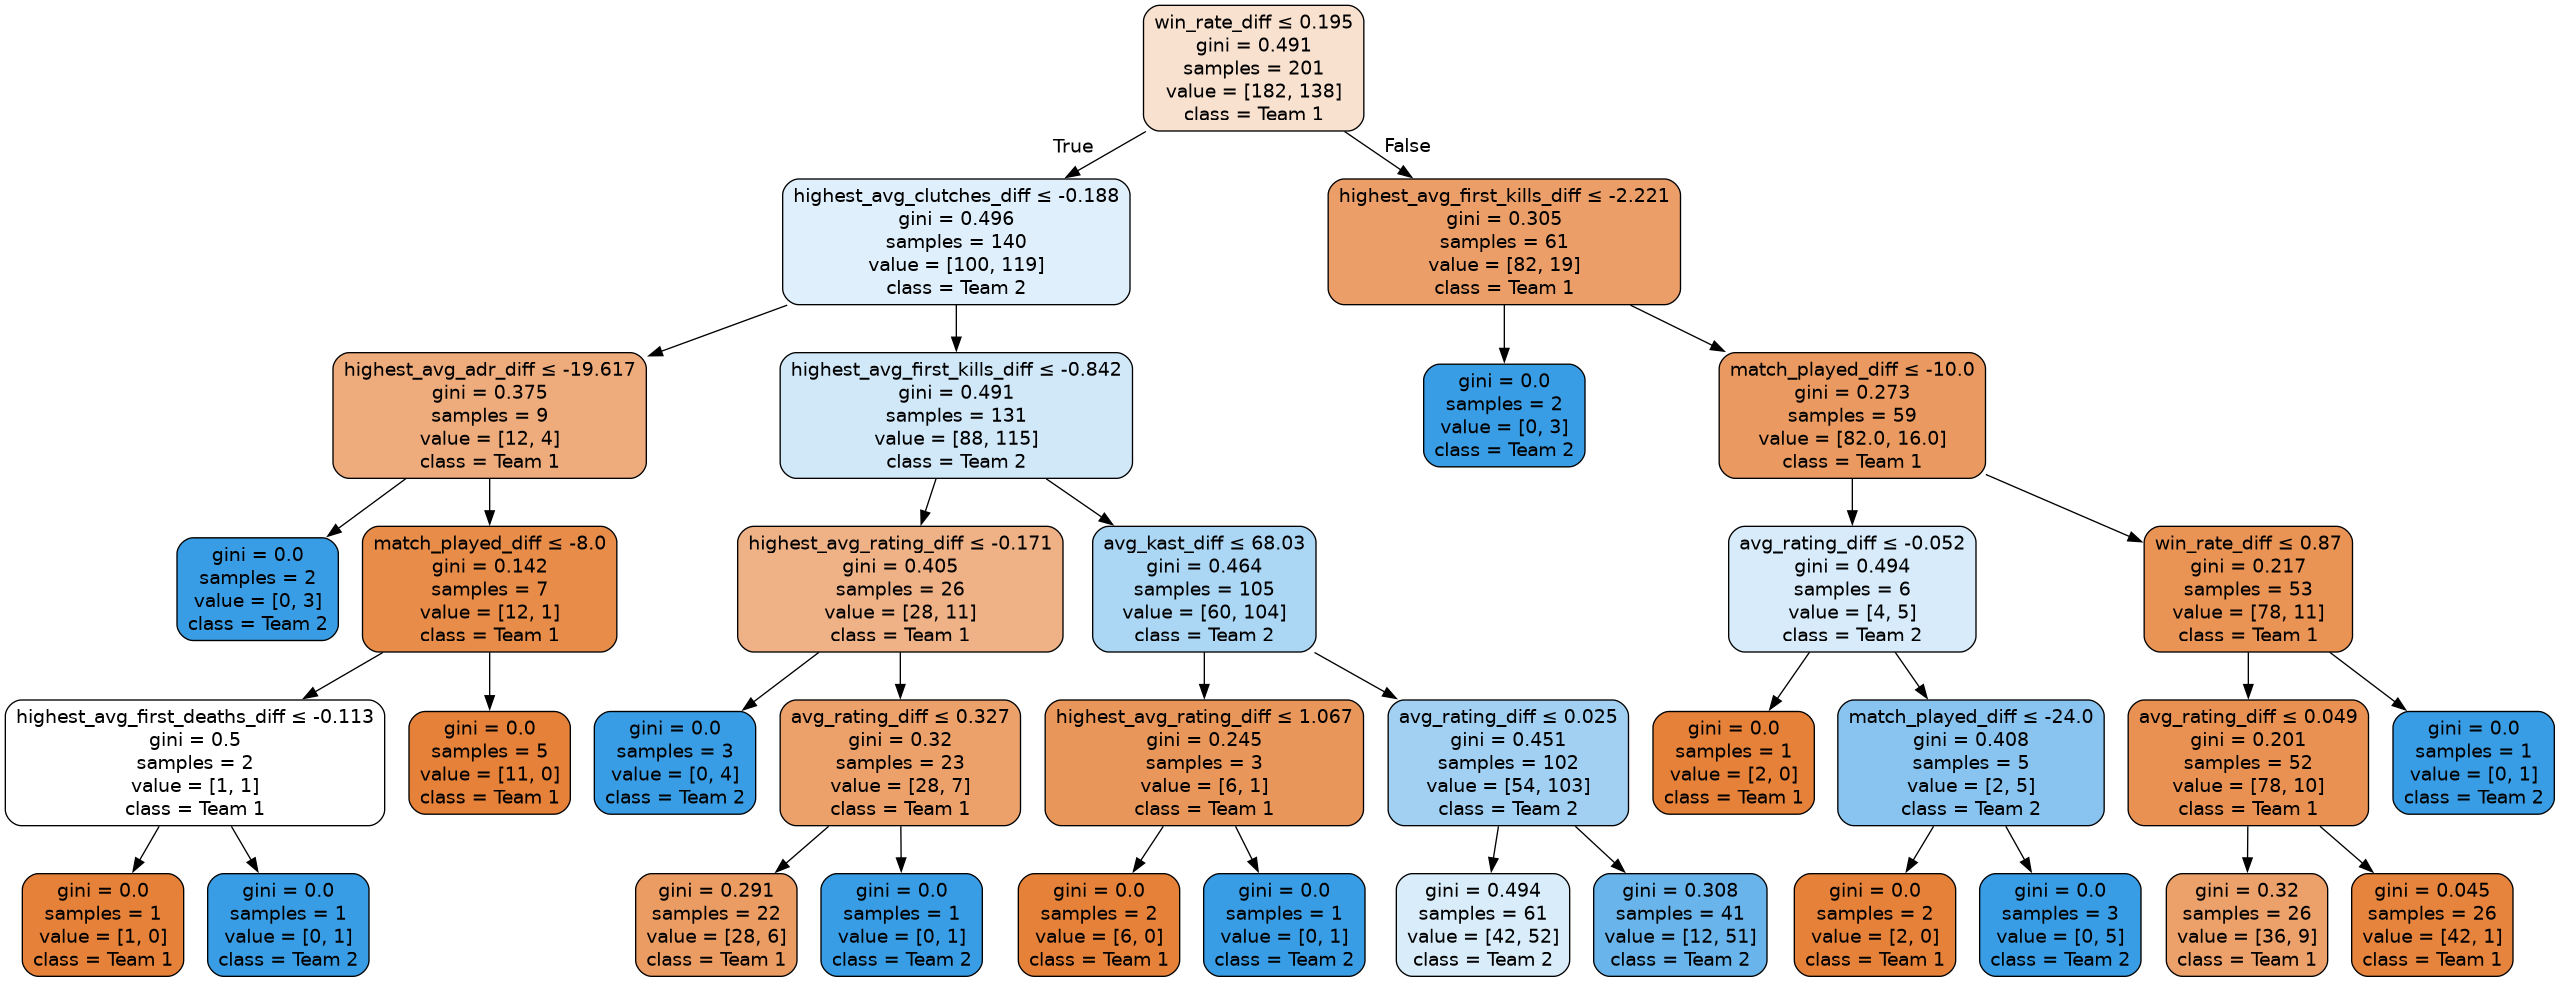 win_rate_diff ≤ 0.195
gini = 0.491
samples = 201
value = [182, 138]
class = Team 1
True
False
highest_avg_clutches_diff ≤ -0.188
gini = 0.496
samples = 140
value = [100, 119]
class = Team 2
highest_avg_first_kills_diff ≤ -2.221
gini = 0.305
samples = 61
value = [82, 19]
class = Team 1
highest_avg_adr_diff ≤ -19.617
gini = 0.375
samples = 9
value = [12, 4]
class = Team 1
highest_avg_first_kills_diff ≤ -0.842
gini = 0.491
samples = 131
value = [88, 115]
class = Team 2
gini = 0.0
samples = 2
value = [0, 3]
class = Team 2
match_played_diff ≤ -10.0
gini = 0.273
samples = 59
value = [82.0, 16.0]
class = Team 1
gini = 0.0
samples = 2
value = [0, 3]
class = Team 2
match_played_diff ≤ -8.0
gini = 0.142
samples = 7
value = [12, 1]
class = Team 1
highest_avg_rating_diff ≤ -0.171
gini = 0.405
samples = 26
value = [28, 11]
class = Team 1
avg_kast_diff ≤ 68.03
gini = 0.464
samples = 105
value = [60, 104]
class = Team 2
avg_rating_diff ≤ -0.052
gini = 0.494
samples = 6
value = [4, 5]
class = Team 2
win_rate_diff ≤ 0.87
gini = 0.217
samples = 53
value = [78, 11]
class = Team 1
highest_avg_first_deaths_diff ≤ -0.113
gini = 0.5
samples = 2
value = [1, 1]
class = Team 1
gini = 0.0
samples = 5
value = [11, 0]
class = Team 1
gini = 0.0
samples = 3
value = [0, 4]
class = Team 2
avg_rating_diff ≤ 0.327
gini = 0.32
samples = 23
value = [28, 7]
class = Team 1
highest_avg_rating_diff ≤ 1.067
gini = 0.245
samples = 3
value = [6, 1]
class = Team 1
avg_rating_diff ≤ 0.025
gini = 0.451
samples = 102
value = [54, 103]
class = Team 2
gini = 0.0
samples = 1
value = [2, 0]
class = Team 1
match_played_diff ≤ -24.0
gini = 0.408
samples = 5
value = [2, 5]
class = Team 2
avg_rating_diff ≤ 0.049
gini = 0.201
samples = 52
value = [78, 10]
class = Team 1
gini = 0.0
samples = 1
value = [0, 1]
class = Team 2
gini = 0.0
samples = 1
value = [1, 0]
class = Team 1
gini = 0.0
samples = 1
value = [0, 1]
class = Team 2
gini = 0.291
samples = 22
value = [28, 6]
class = Team 1
gini = 0.0
samples = 1
value = [0, 1]
class = Team 2
gini = 0.0
samples = 2
value = [6, 0]
class = Team 1
gini = 0.0
samples = 1
value = [0, 1]
class = Team 2
gini = 0.494
samples = 61
value = [42, 52]
class = Team 2
gini = 0.308
samples = 41
value = [12, 51]
class = Team 2
gini = 0.0
samples = 2
value = [2, 0]
class = Team 1
gini = 0.0
samples = 3
value = [0, 5]
class = Team 2
gini = 0.32
samples = 26
value = [36, 9]
class = Team 1
gini = 0.045
samples = 26
value = [42, 1]
class = Team 1